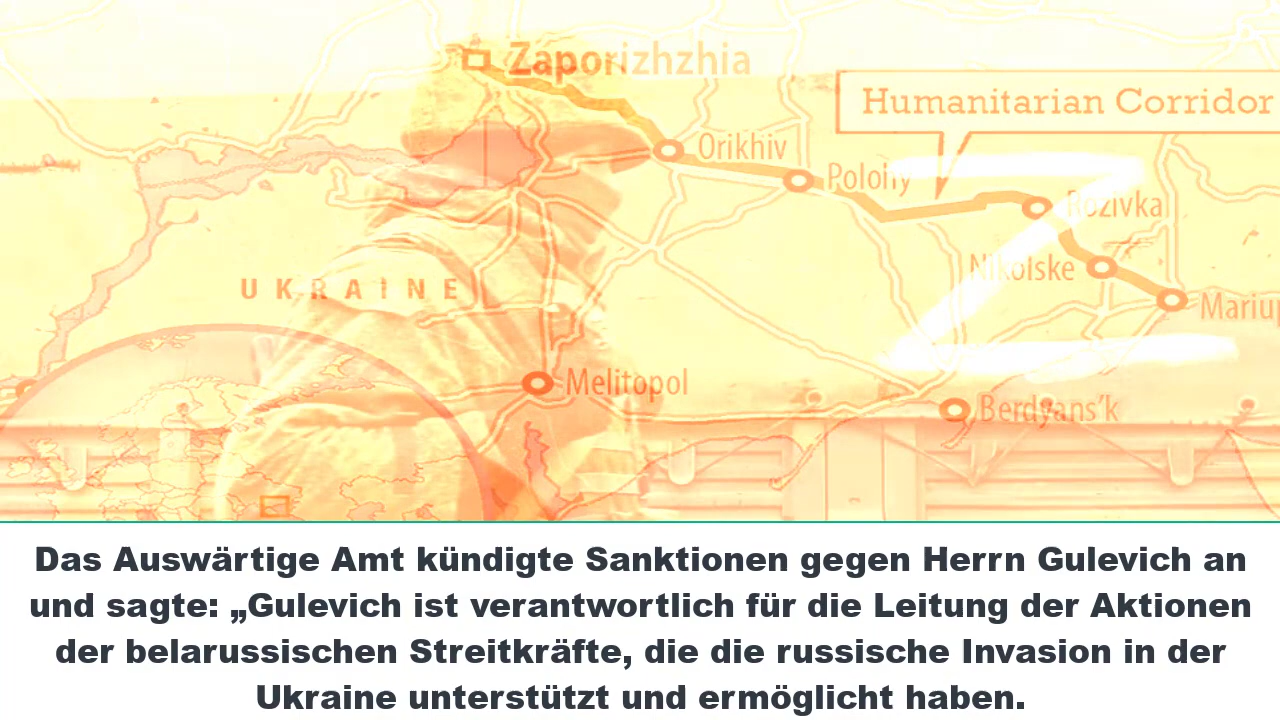 Zaporizhzhia
Humanitarian Corridor
Orikhiv
Polohy
Rozivka
Nikolske
UKRAINE
Mariup
Melitopol
Berdyans’k
Das Auswärtige Amt kündigte Sanktionen gegen Herrn Gulevich an
und sagte: „Gulevich ist verantwortlich für die Leitung der Aktionen
der belarussischen Streitkräfte, die die russische Invasion in der
Ukraine unterstützt und ermöglicht haben.